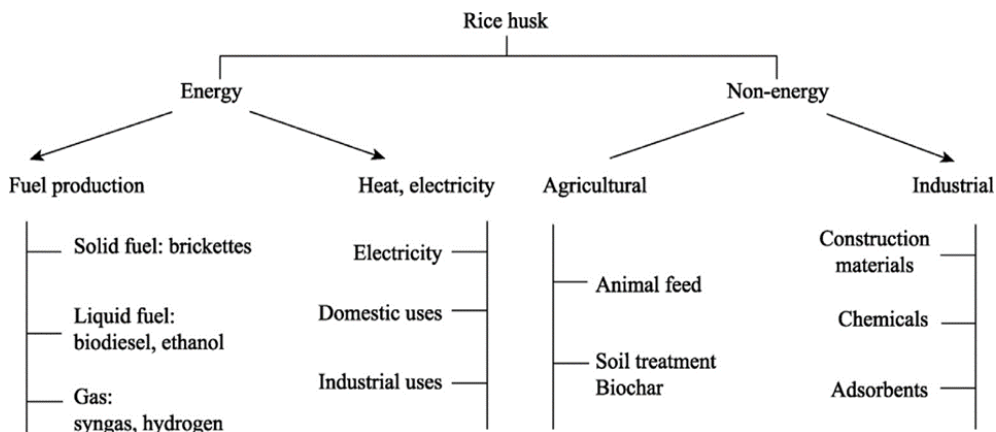 Rice husk
Energy
Non-energy
Fuel production
Heat, electricity
Agricultural
Industrial
Solid fuel: brickettes
Liquid fuel:
biodiesel, ethanol
Gas:
syngas, hydrogen
Electricity
Domestic uses
Industrial uses
Animal feed
Soil treatment
Biochar
Construction
materials
Chemicals
Adsorbents